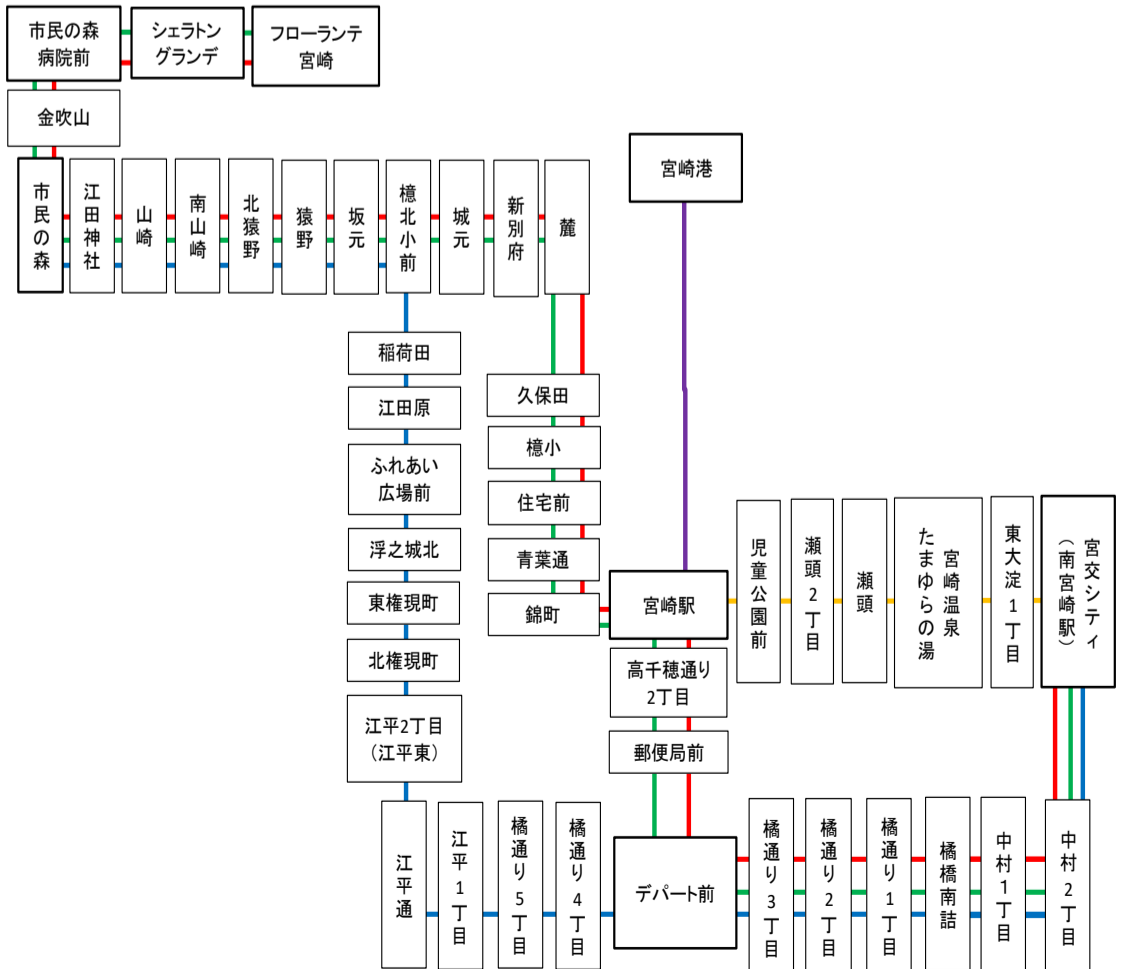 市民の森
病院前
シェラトン
グランデ
フローランテ
宮崎
金吹山
宮崎港
市民の森
江田神社
山崎
南山崎
北猿野
猿野
坂元
檍北小前
城元
新別府
麓
稲荷田
江田原
ふれあい
広場前
浮之城北
東権現町
北権現町
江平2丁目
（江平東）
久保田
檍小
住宅前
青葉通
錦町
宮崎駅
児童公園前
瀬頭2丁目
瀬頭
宮崎温泉
たまゆらの湯
東大淀1丁目
宮交シティ
（南宮崎駅）
高千穂通り
2丁目
郵便局前
江平通
江平1丁目
橘通り5丁目
橘通り4丁目
デパート前
橘通り3丁目
橘通り2丁目
橘通り1丁目
橘橋南詰
中村1丁目
中村2丁目